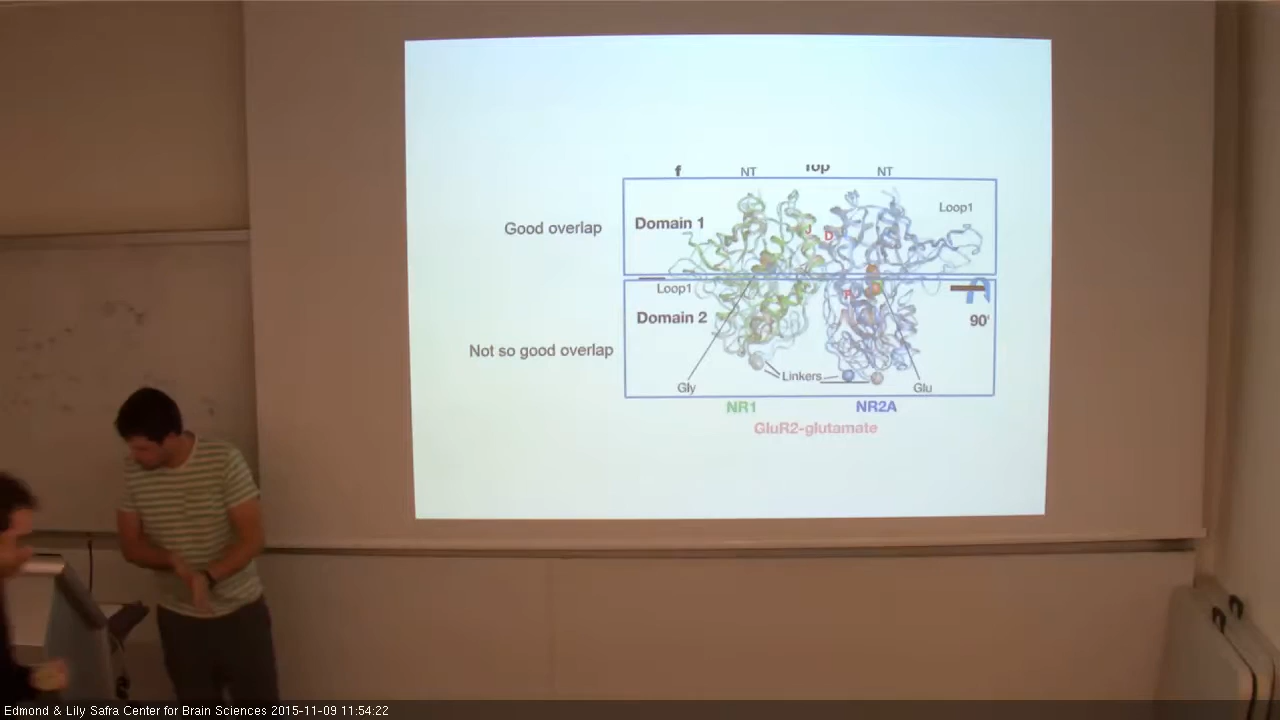 f NT Top NT
Loop1
Good overlap
Domain 1
J
D
Loop1
F
Domain 2
90°
Not so good overlap
Linkers
Gly
Glu
NR1
NR2A
GluR2-glutamate
Edmond & Lily Safra Center for Brain Sciences 2015-11-09 11:54:22